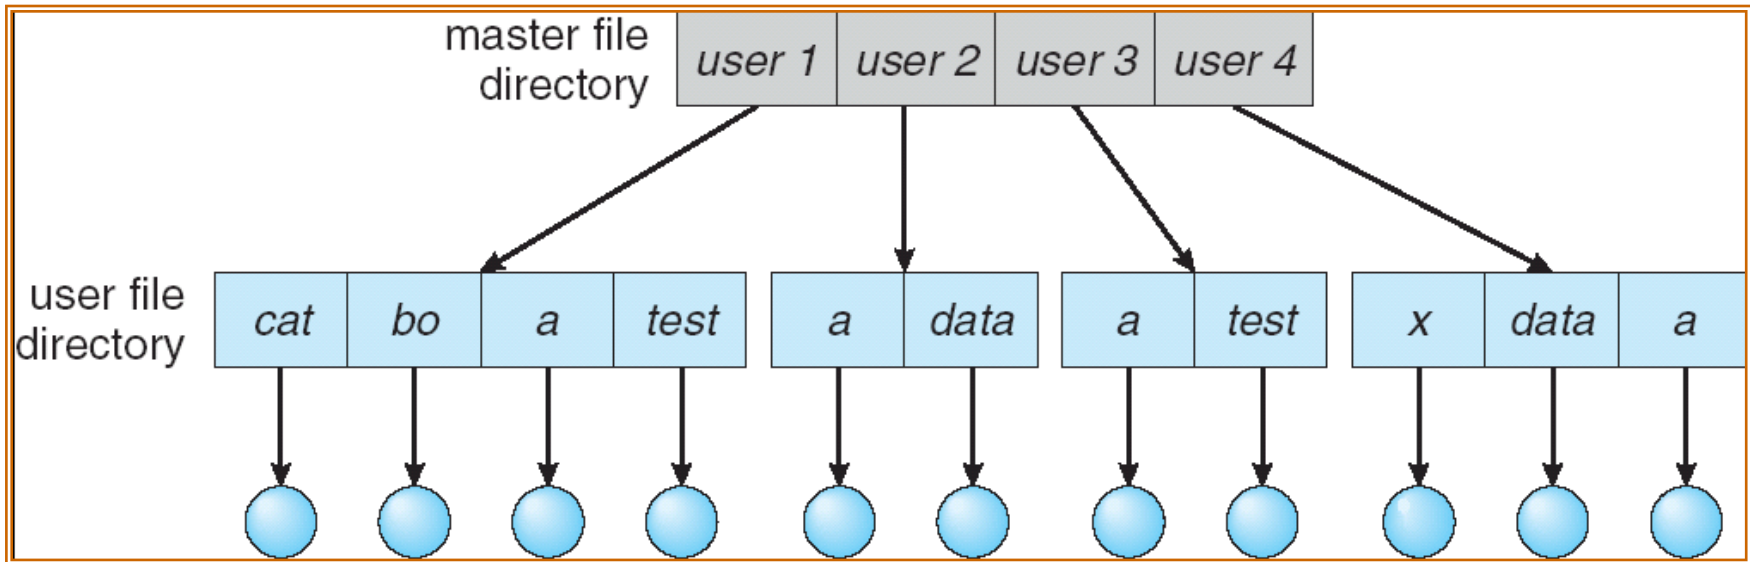 master file
directory
user 1 user 2 user 3 user 4
user file
directory
cat bo a test a data a test x data a